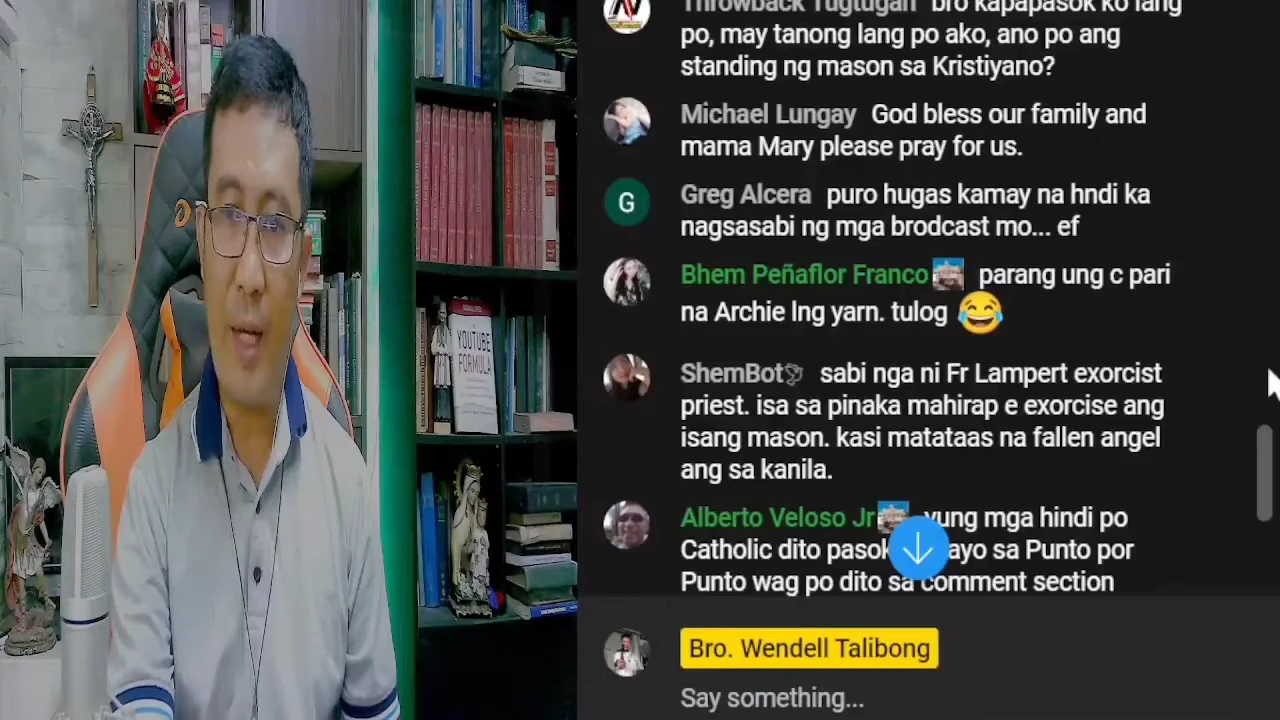 Throwback Tugtugan bro kapapasok ko lang
po, may tanong lang po ako, ano po ang
standing ng mason sa Kristiyano?
Michael Lungay God bless our family and
mama Mary please pray for us.
G
Greg Alcera puro hugas kamay na hndi ka
nagsasabi ng mga brodcast mo... ef
Bhem Peñaflor Franco parang ung c pari
na Archie lng yarn. tulog
ShemBot sabi nga ni Fr Lampert exorcist
priest. isa sa pinaka mahirap e exorcise ang
isang mason. kasi matataas na fallen angel
ang sa kanila.
Alberto Veloso Jr yung mga hindi po
Catholic dito pasok ayo sa Punto por
Punto wag po dito sa comment section
Bro. Wendell Talibong
Say something...
YOUTUBE
FORMULA